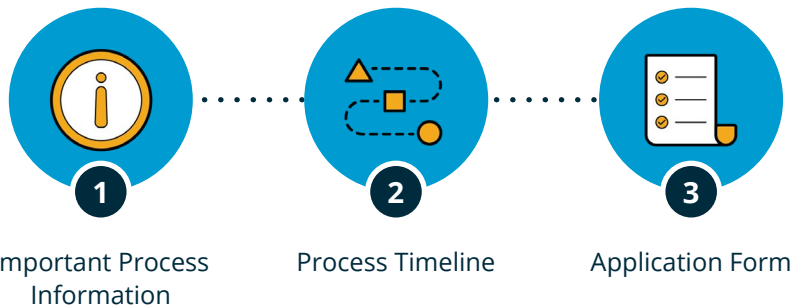 1
2
3
mportant Process
Information
Process Timeline
Application Form